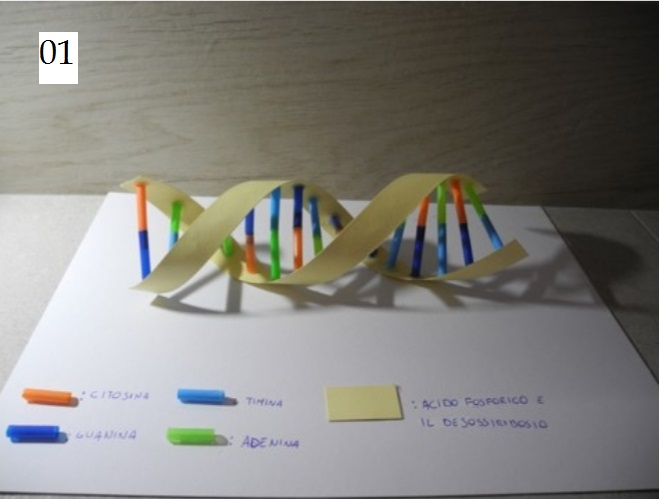 01
: CITOSINA
TIMINA
: ACIDO FOSFORICO E
IL DESOSSIRIBOSIO
GUANINA
: ADENINA